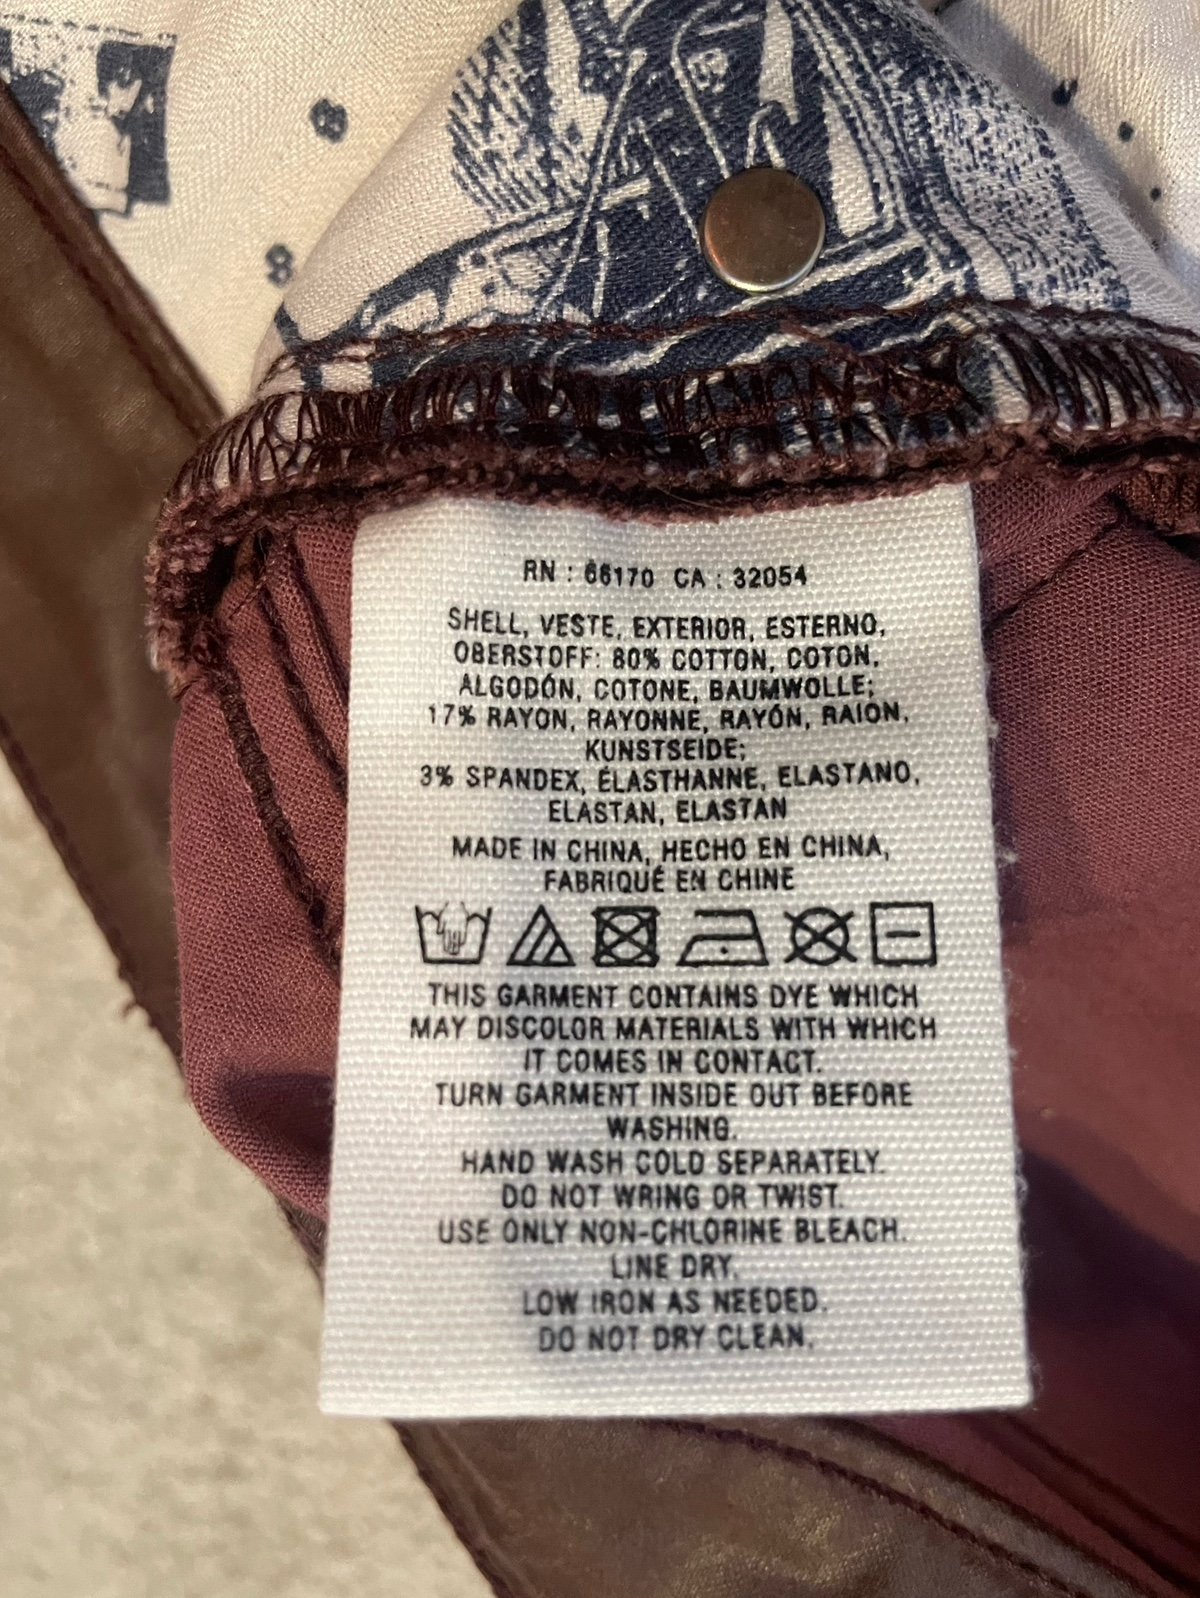 RN : 66170 CA : 32054
SHELL, VESTE, EXTERIOR, ESTERNO,
OBERSTOFF: 80% COTTON, COTON,
ALGODÓN, COTONE, BAUMWOLLE;
17% RAYON, RAYONNE, RAYÓN, RAION,
KUNSTSEIDE;
3% SPANDEX, ÉLASTHANNE, ELASTANO,
ELASTAN, ELASTAN
MADE IN CHINA, HECHO EN CHINA,
FABRIQUÉ EN CHINE
THIS GARMENT CONTAINS DYE WHICH
MAY DISCOLOR MATERIALS WITH WHICH
IT COMES IN CONTACT.
TURN GARMENT INSIDE OUT BEFORE
WASHING.
HAND WASH COLD SEPARATELY.
DO NOT WRING OR TWIST.
USE ONLY NON-CHLORINE BLEACH.
LINE DRY.
LOW IRON AS NEEDED.
DO NOT DRY CLEAN.